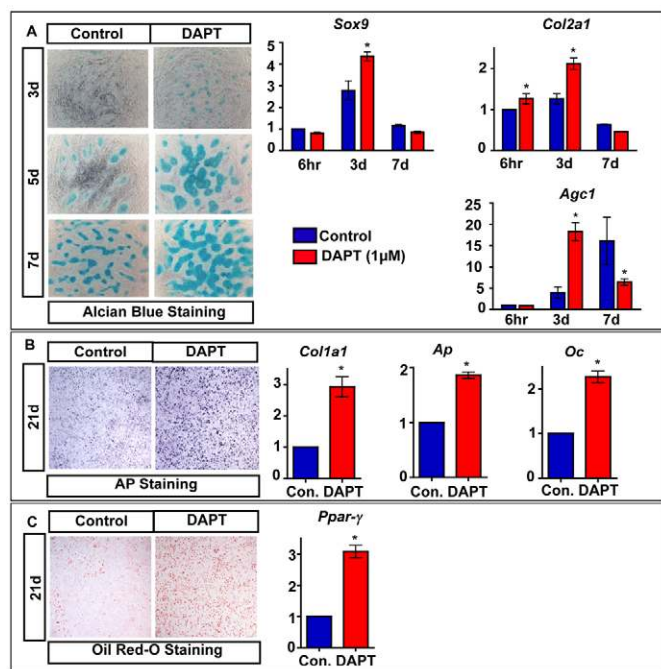 A
Control
DAPT
3d
5d
7d
Alcian Blue Staining
Sox9
5
4
3
2
1
0
*
6hr
3d
7d
Col2a1
2
1
0
*
*
6hr
3d
7d
Control
DAPT (1µM)
Agc1
25
20
15
10
5
0
*
*
6hr
3d
7d
B
Control
DAPT
21d
AP Staining
Col1a1
3
2
1
0
*
Con. DAPT
Ap
2
1
0
*
Con. DAPT
Oc
2
1
0
*
Con. DAPT
C
Control
DAPT
21d
Oil Red-O Staining
Ppar-γ
3
2
1
0
*
Con. DAPT